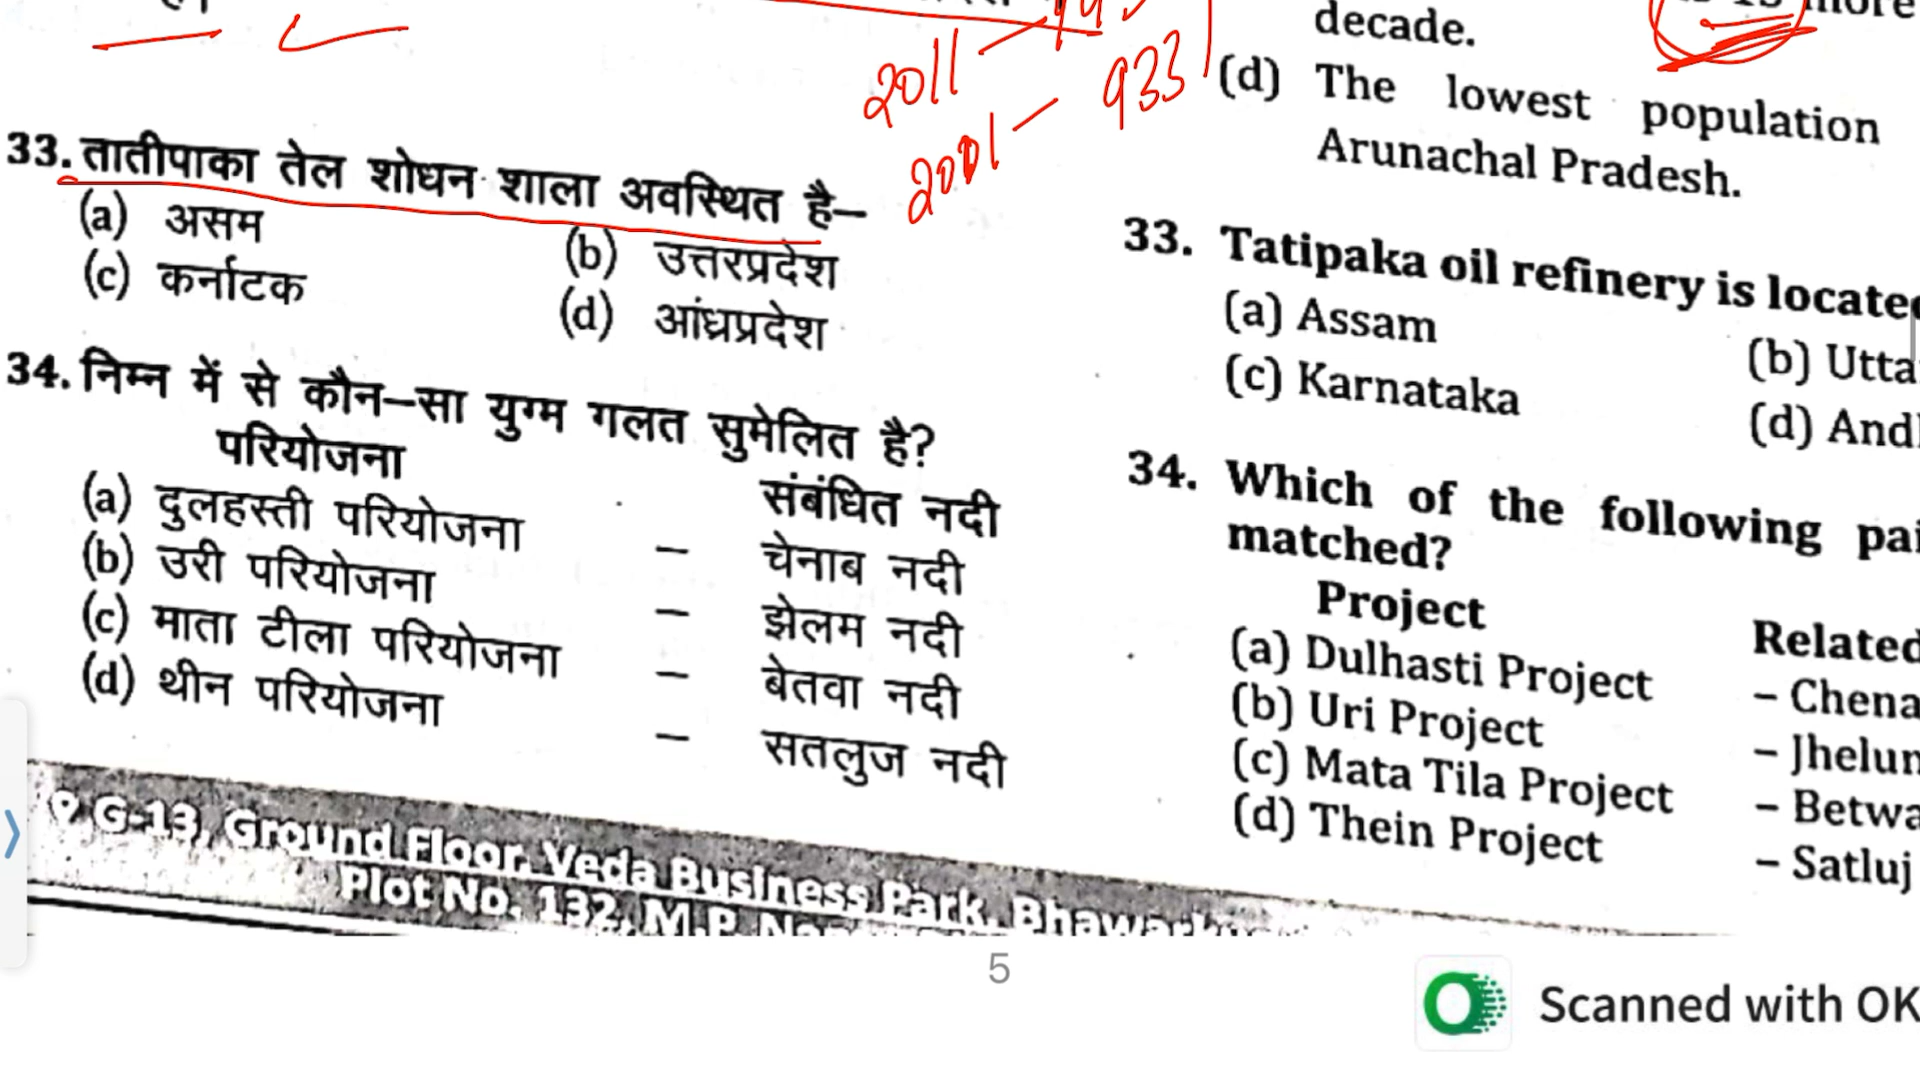 2011 –
2001 – 933
33. तातीपाका तेल शोधन शाला अवस्थित है–
(a) असम
(b) उत्तरप्रदेश
(c) कर्नाटक
(d) आंध्रप्रदेश
34. निम्न में से कौन–सा युग्म गलत सुमेलित है?
परियोजना
संबंधित नदी
(a) दुलहस्ती परियोजना – चेनाब नदी
(b) उरी परियोजना – झेलम नदी
(c) माता टीला परियोजना – बेतवा नदी
(d) थीन परियोजना – सतलुज नदी
decade.
(d) The lowest population
Arunachal Pradesh.
33. Tatipaka oil refinery is located
(a) Assam
(b) Utta
(c) Karnataka
(d) And
34. Which of the following pai
matched?
Project
Related
(a) Dulhasti Project – Chena
(b) Uri Project – Jhelum
(c) Mata Tila Project – Betwa
(d) Thein Project – Satluj
G-13, Ground Floor, Veda Business Park,
Plot No. 132, M.P.
5
Scanned with OK